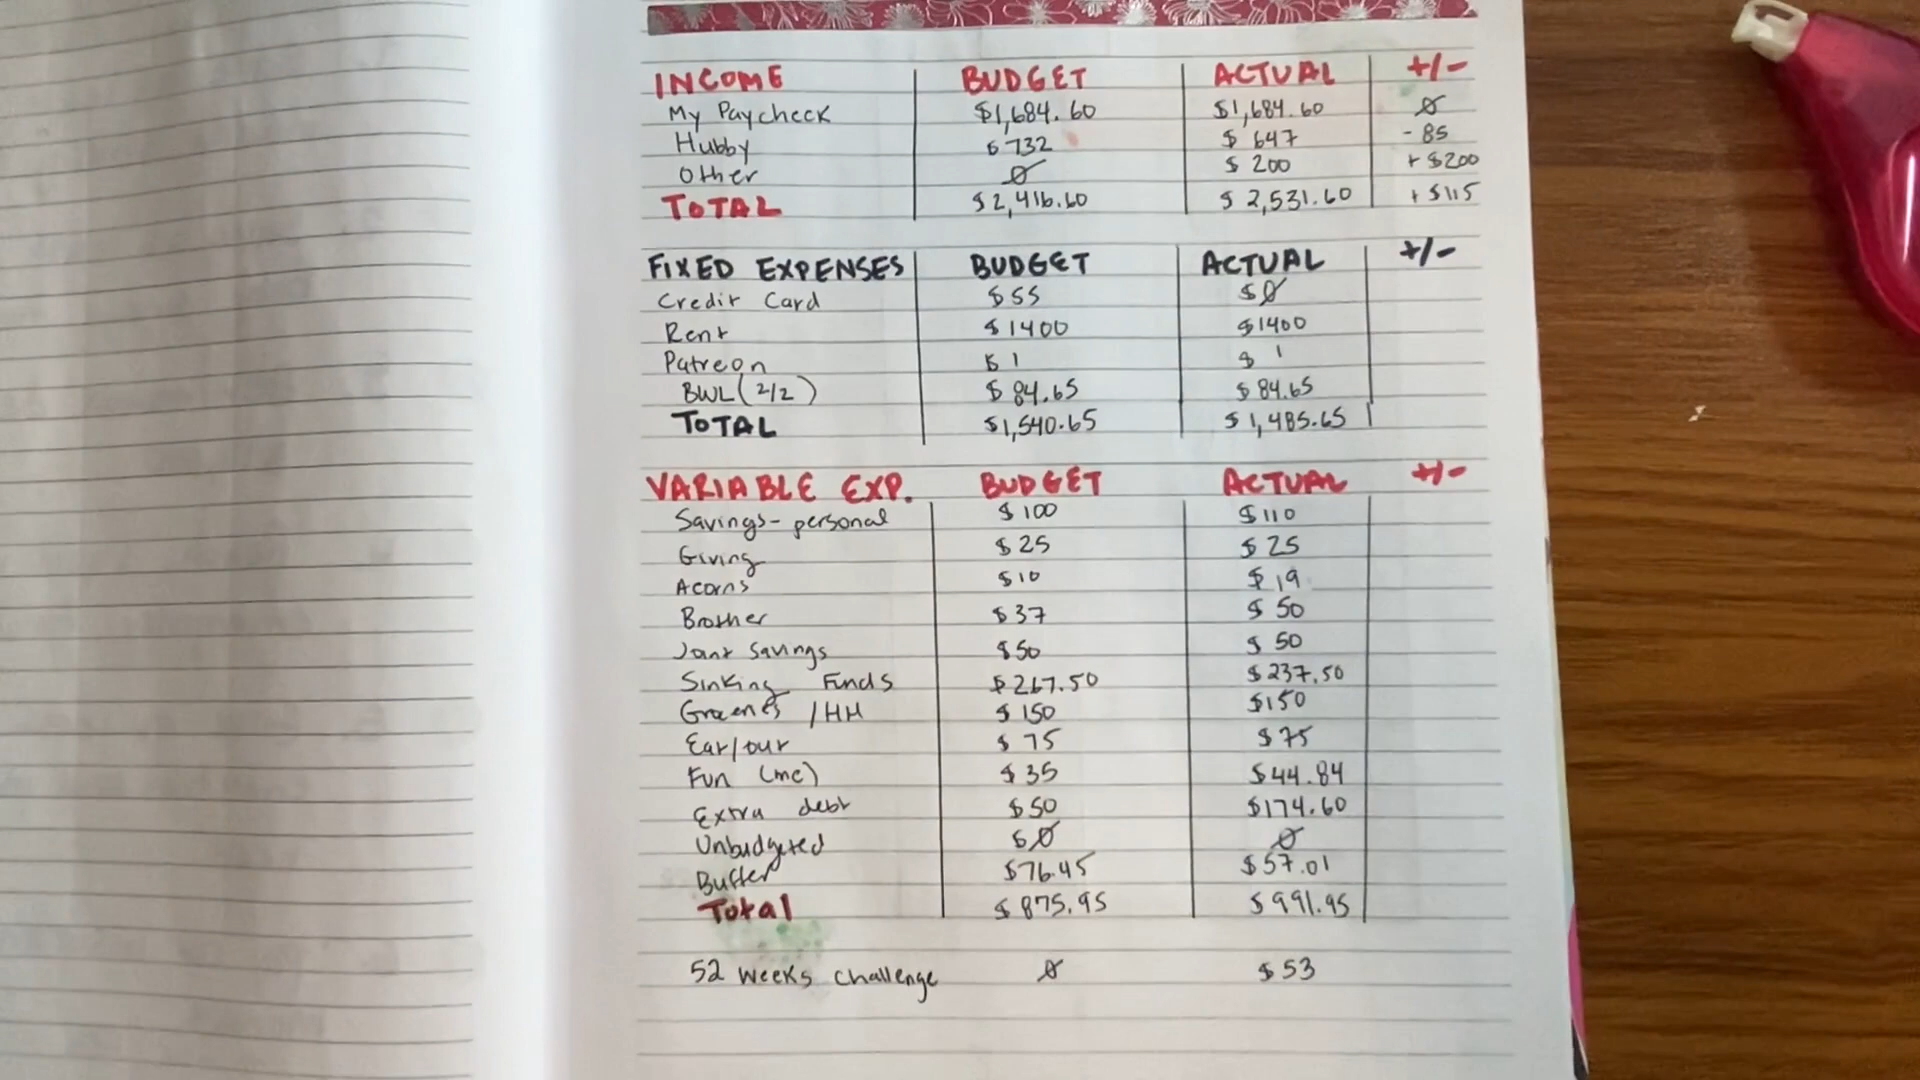 INCOME BUDGET ACTUAL +/-
My Paycheck $1,684.60 $1,684.60 Ø
Hubby $732 $647 -85
Other Ø $200 +$200
TOTAL $2,416.60 $2,531.60 +$115
FIXED EXPENSES BUDGET ACTUAL +/-
Credit Card $55 $Ø
Rent $1400 $1400
Patreon $1 $1
BWL (2/2) $84.65 $84.65
TOTAL $1,540.65 $1,485.65
VARIABLE EXP. BUDGET ACTUAL +/-
Savings - personal $100 $110
Giving $25 $25
Acorns $10 $19
Brother $37 $50
Joint Savings $50 $50
Sinking Funds $267.50 $237.50
Groceries /HH $150 $150
Eat/out $75 $75
Fun (me) $35 $44.84
Extra debt $50 $174.60
Unbudgeted $Ø Ø
Buffer $76.45 $57.01
Total $875.95 $991.95
52 Weeks Challenge Ø $53